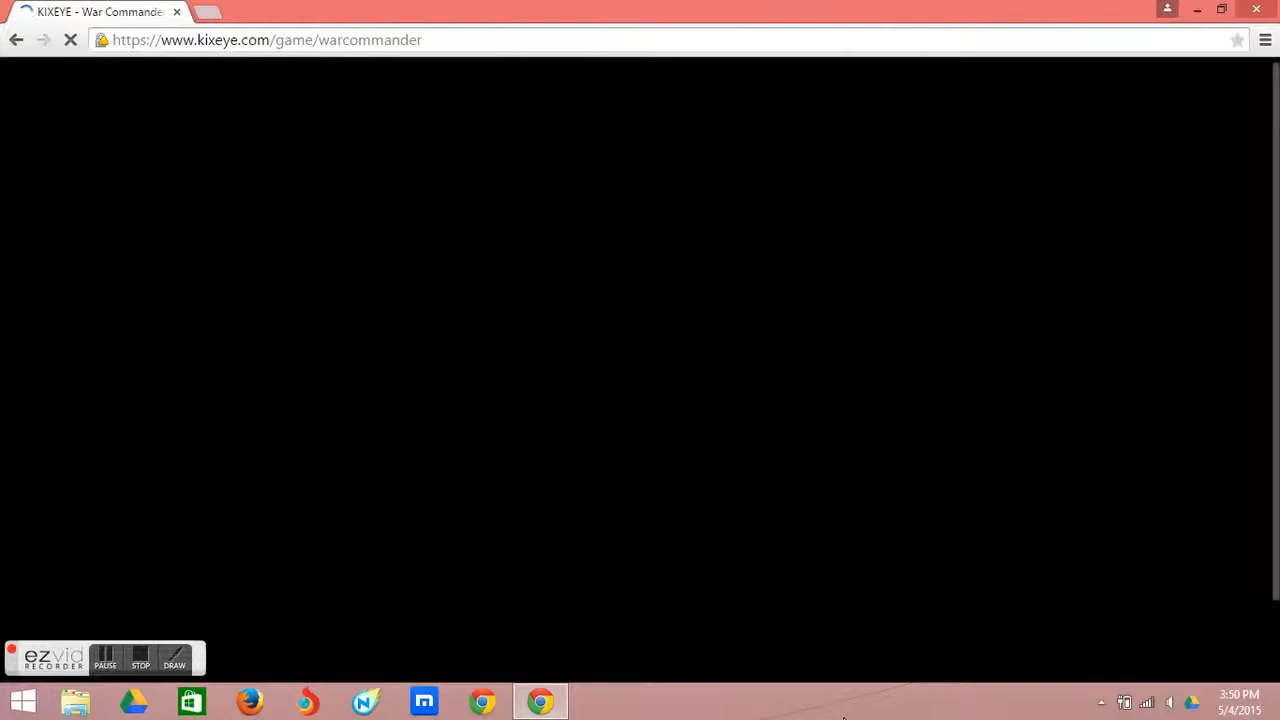 KIXEYE - War Commander
https://www.kixeye.com/game/warcommander
ezvid
RECORDER
PAUSE
STOP
DRAW
N
m
3:50 PM
5/4/2015